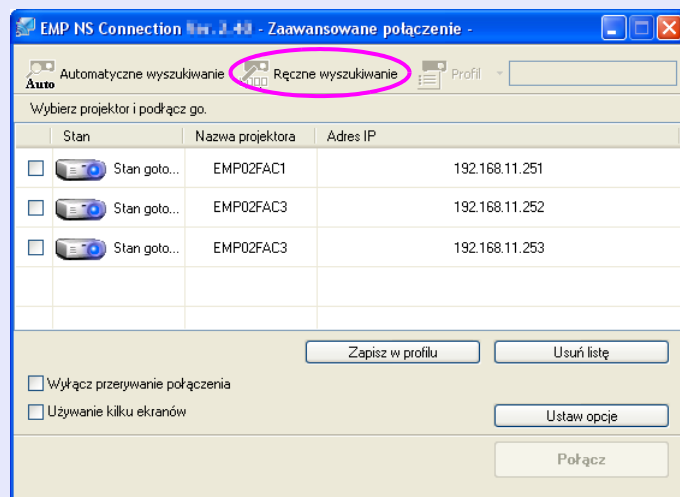 EMP NS Connection - Zaawansowane połączenie -
Auto Automatyczne wyszukiwanie Ręczne wyszukiwanie Profil
Wybierz projektor i podłącz go.
Stan Nazwa projektora Adres IP
Stan goto... EMP02FAC1 192.168.11.251
Stan goto... EMP02FAC3 192.168.11.252
Stan goto... EMP02FAC3 192.168.11.253
Zapisz w profilu Usuń listę
Wyłącz przerywanie połączenia
Używanie kilku ekranów
Ustaw opcje
Połącz